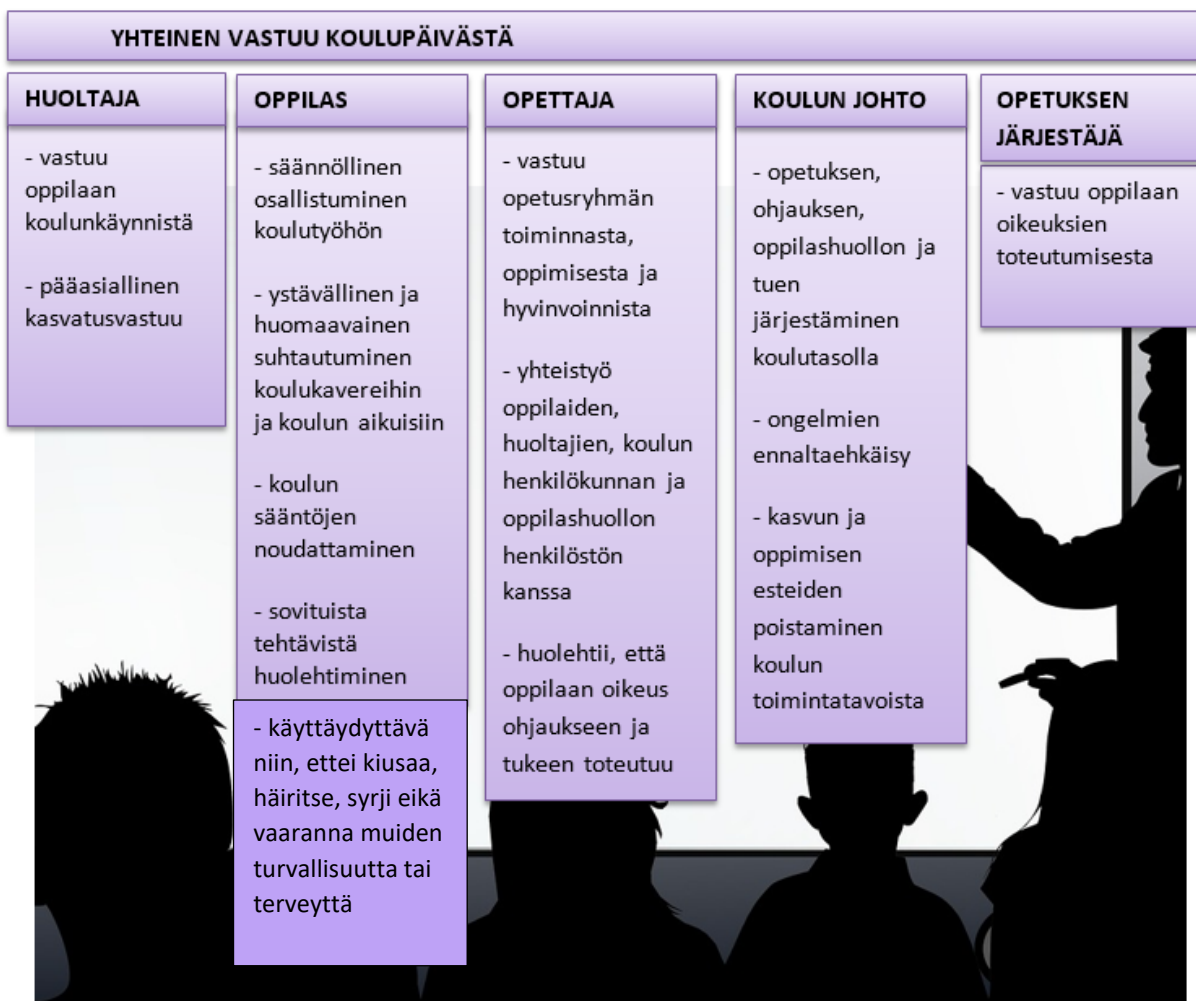 YHTEINEN VASTUU KOULUPÄIVÄSTÄ
HUOLTAJA
- vastuu
oppilaan
koulunkäynnistä
- pääasiallinen
kasvatusvastuu
OPPILAS
- säännöllinen
osallistuminen
koulutyöhön
- ystävällinen ja
huomaavainen
suhtautuminen
koulukavereihin
ja koulun aikuisiin
- koulun
sääntöjen
noudattaminen
- sovituista
tehtävistä
huolehtiminen
- käyttäydyttävä
niin, ettei kiusaa,
häiritse, syrji eikä
vaaranna muiden
turvallisuutta tai
terveyttä
OPETTAJA
- vastuu
opetusryhmän
toiminnasta,
oppimisesta ja
hyvinvoinnista
- yhteistyö
oppilaiden,
huoltajien, koulun
henkilökunnan ja
oppilashuollon
henkilöstön
kanssa
- huolehtii, että
oppilaan oikeus
ohjaukseen ja
tukeen toteutuu
KOULUN JOHTO
- opetuksen,
ohjauksen,
oppilashuollon ja
tuen
järjestäminen
koulutasolla
- ongelmien
ennaltaehkäisy
- kasvun ja
oppimisen
esteiden
poistaminen
koulun
toimintatavoista
OPETUKSEN
JÄRJESTÄJÄ
- vastuu oppilaan
oikeuksien
toteutumisesta